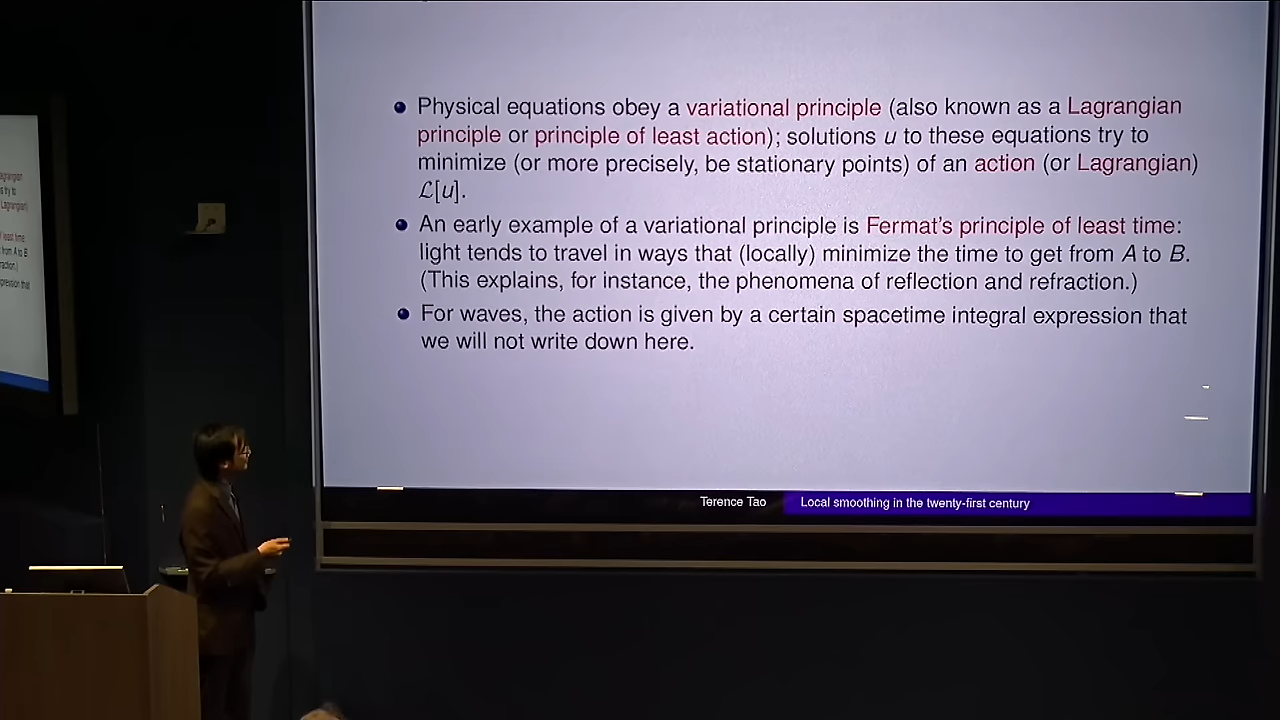 Physical equations obey a variational principle (also known as a Lagrangian
principle or principle of least action); solutions u to these equations try to
minimize (or more precisely, be stationary points) of an action (or Lagrangian)
ℒ[u].
An early example of a variational principle is Fermat's principle of least time:
light tends to travel in ways that (locally) minimize the time to get from A to B.
(This explains, for instance, the phenomena of reflection and refraction.)
For waves, the action is given by a certain spacetime integral expression that
we will not write down here.
Terence Tao
Local smoothing in the twenty-first century